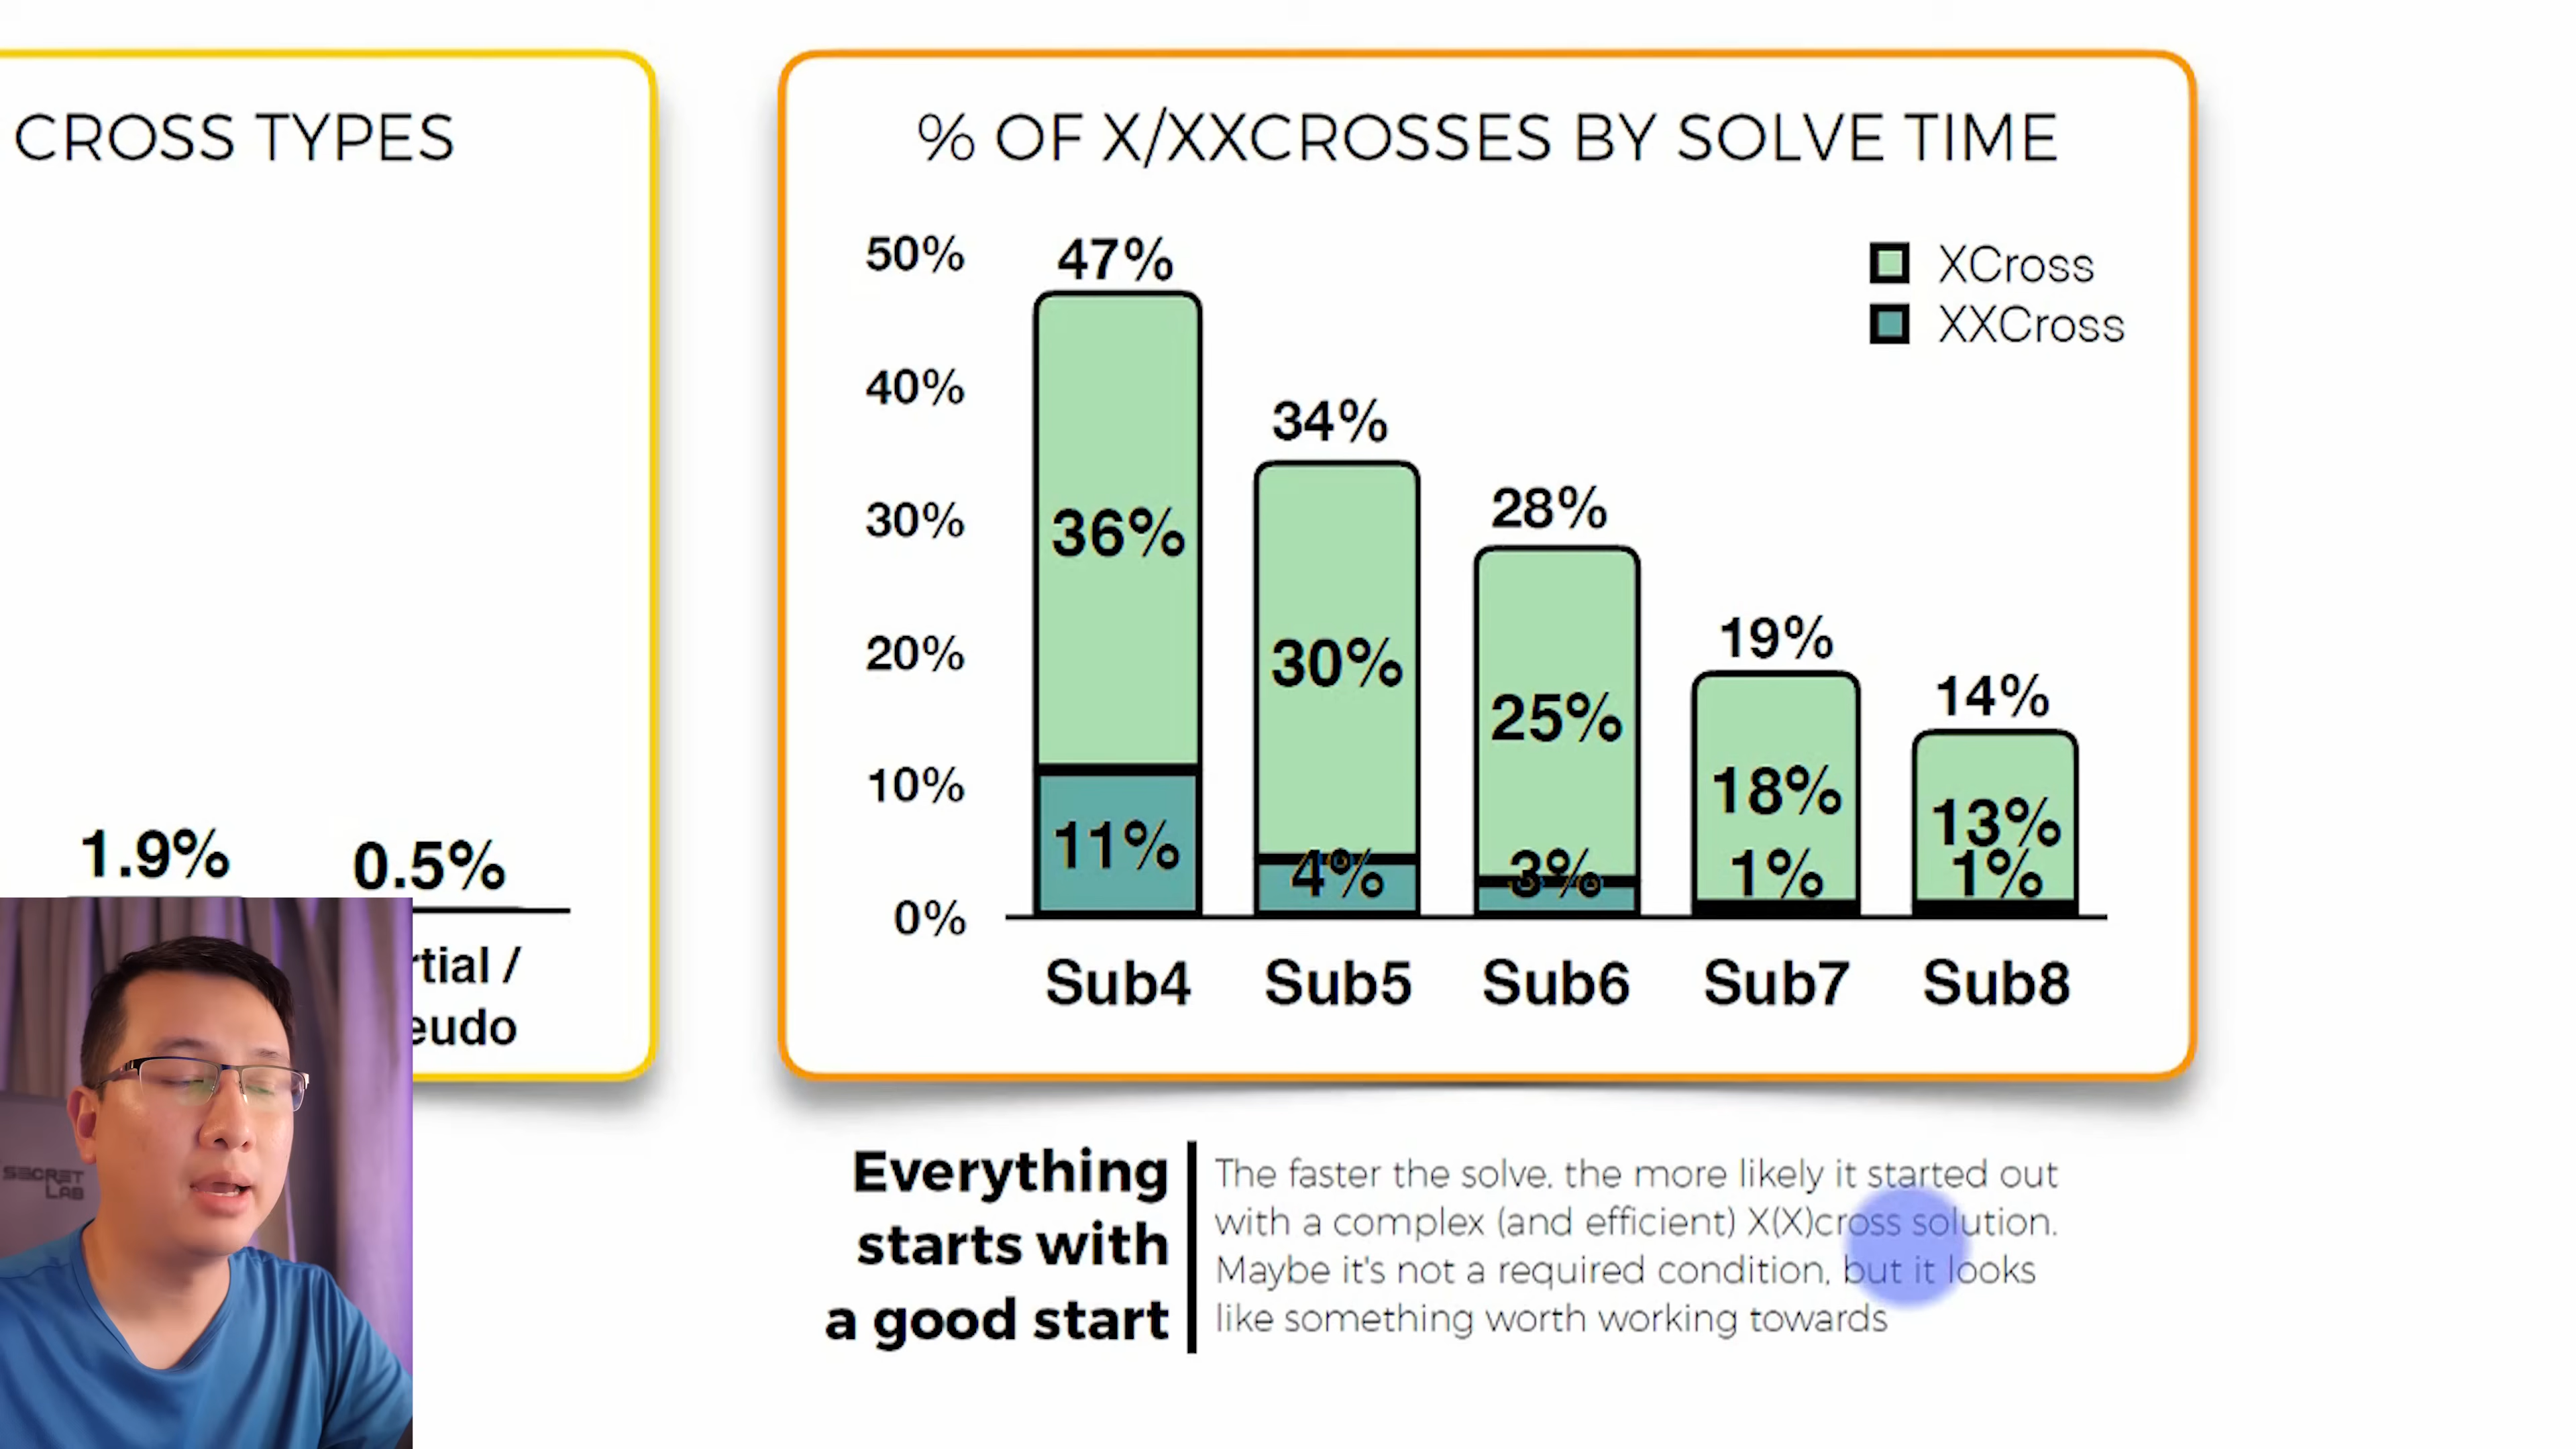 CROSS TYPES
1.9%
0.5%
rtial /
eudo
% OF X/XXCROSSES BY SOLVE TIME
XCross
XXCross
50%
40%
30%
20%
10%
0%
47%
36%
11%
34%
30%
4%
28%
25%
3%
19%
18%
1%
14%
13%
1%
Sub4
Sub5
Sub6
Sub7
Sub8
Everything
starts with
a good start
The faster the solve, the more likely it started out
with a complex (and efficient) X(X)cross solution.
Maybe it's not a required condition, but it looks
like something worth working towards
SECRET
LAB